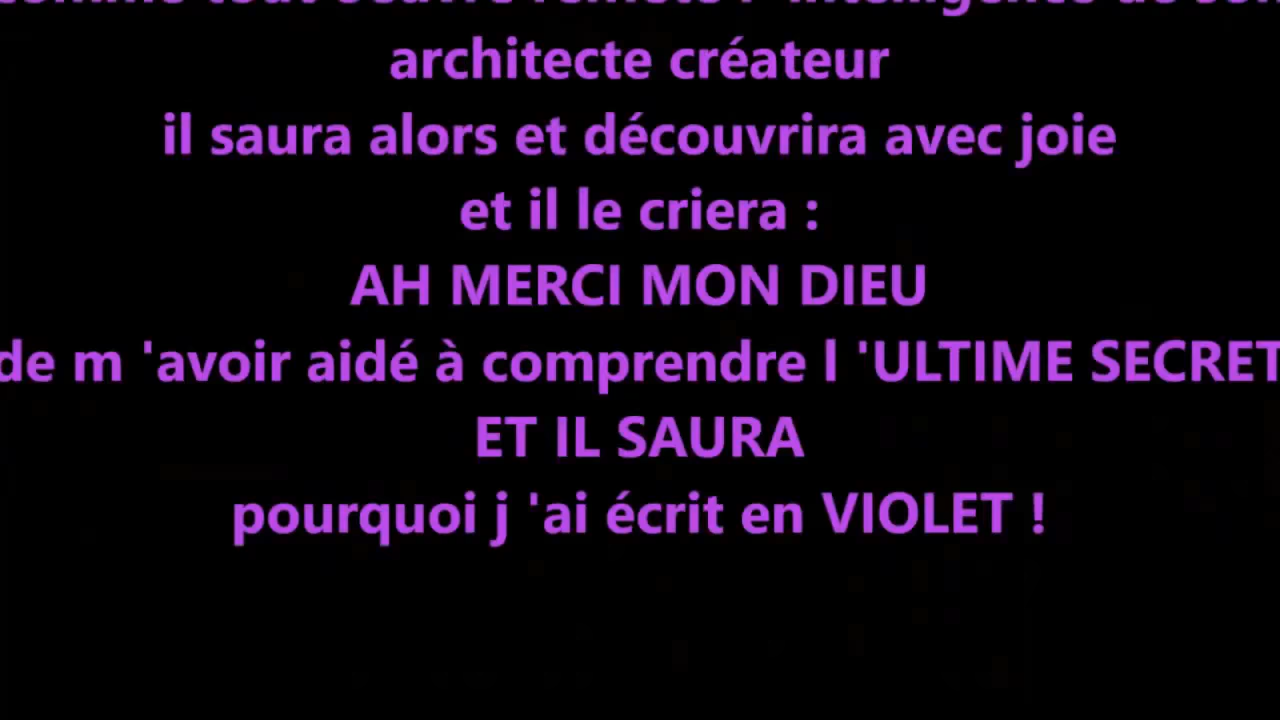 architecte créateur
il saura alors et découvrira avec joie
et il le criera :
AH MERCI MON DIEU
de m 'avoir aidé à comprendre l 'ULTIME SECRET
ET IL SAURA
pourquoi j 'ai écrit en VIOLET !